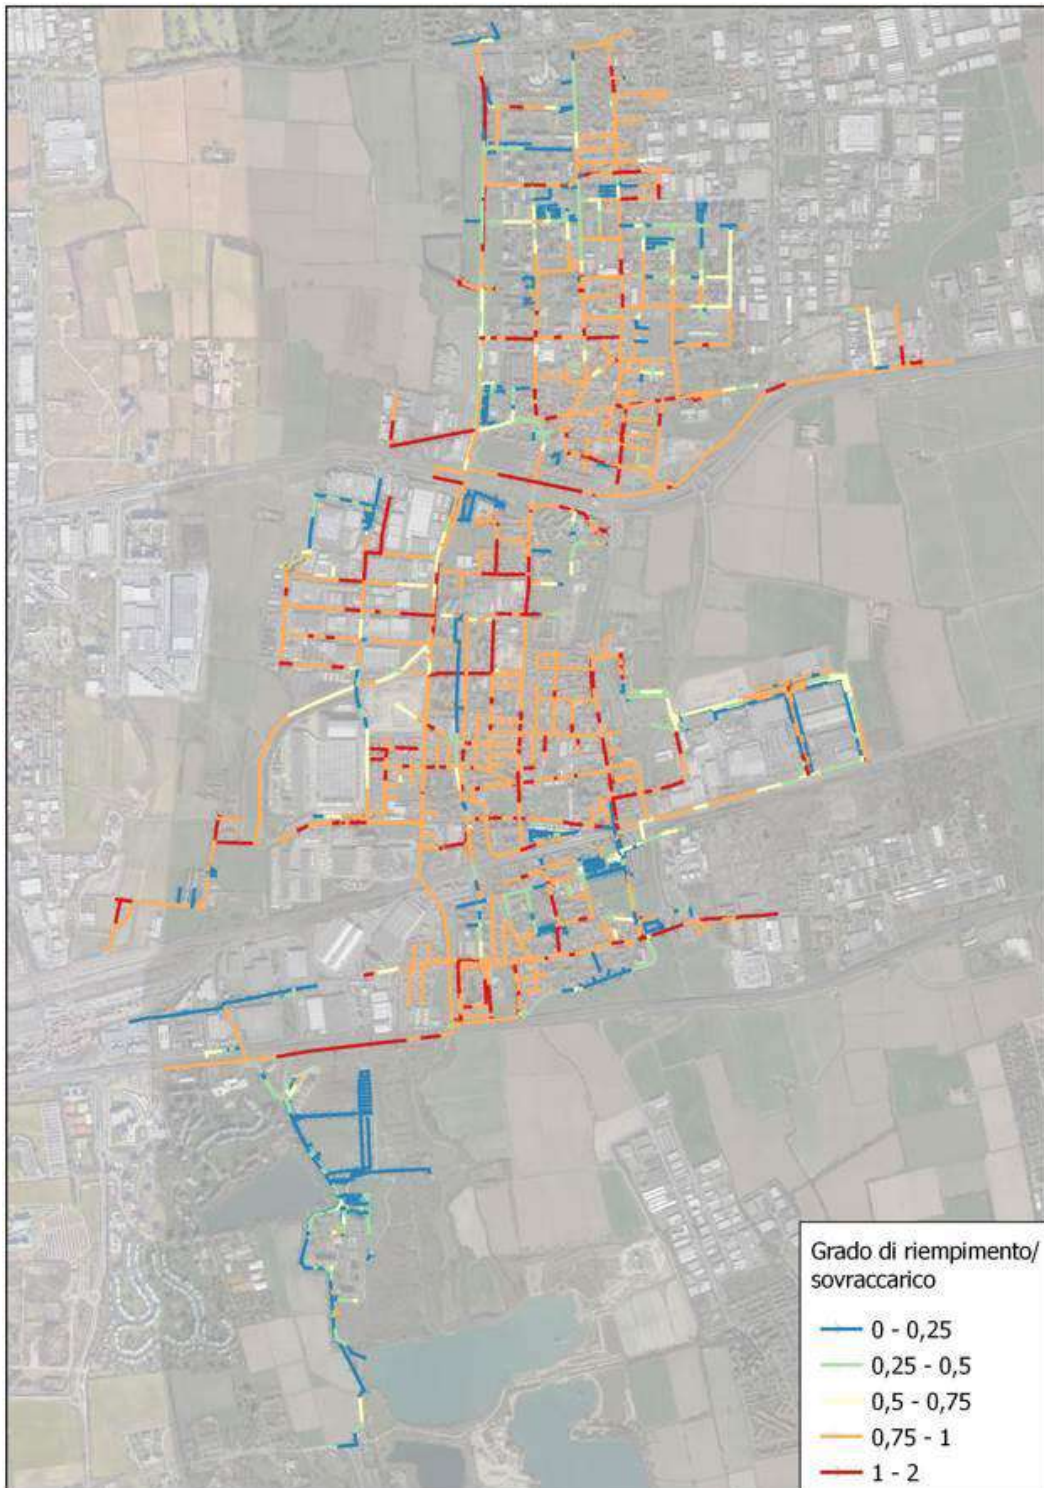 Grado di riempimento/
sovraccarico
0 - 0,25
0,25 - 0,5
0,5 - 0,75
0,75 - 1
1 - 2